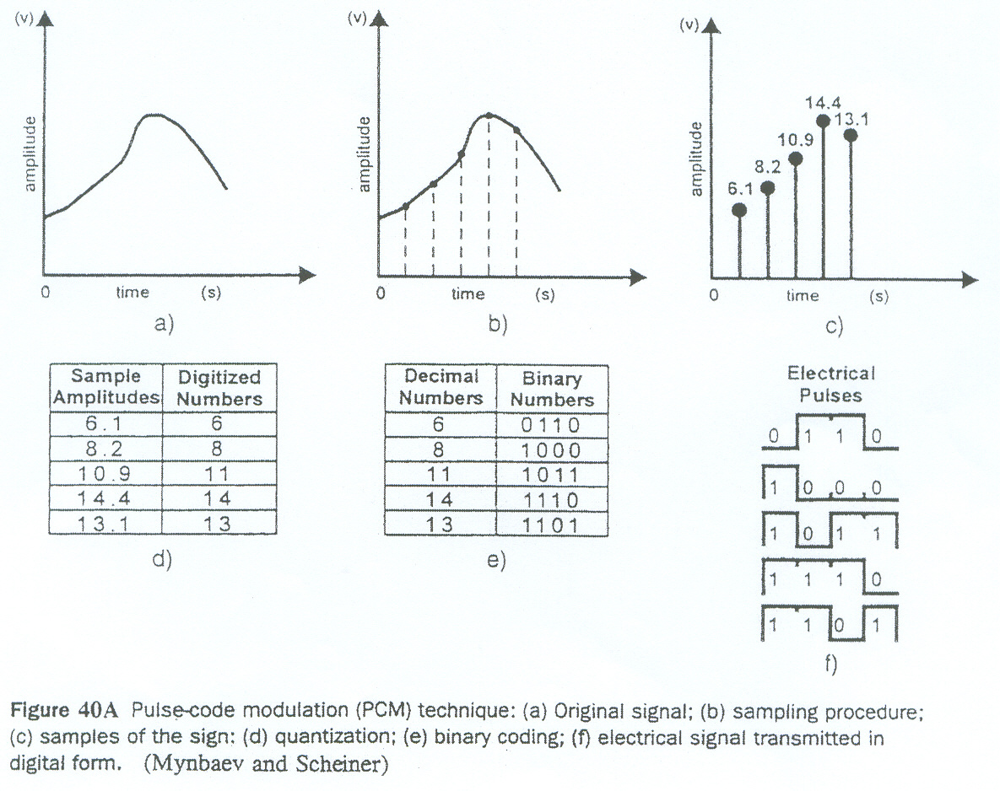 (v)
amplitude
0 time (s)
a)
(v)
amplitude
0 time (s)
b)
(v)
amplitude
6.1
8.2
10.9
14.4
13.1
0 time (s)
c)
Sample Amplitudes Digitized Numbers
6.1 6
8.2 8
10.9 11
14.4 14
13.1 13
d)
Decimal Numbers Binary Numbers
6 0110
8 1000
11 1011
14 1110
13 1101
e)
Electrical
Pulses
0 1 1 0
1 0 0 0
1 0 1 1
1 1 1 0
1 1 0 1
f)
Figure 40A Pulse-code modulation (PCM) technique: (a) Original signal; (b) sampling procedure;
(c) samples of the sign: (d) quantization; (e) binary coding; (f) electrical signal transmitted in
digital form. (Mynbaev and Scheiner)